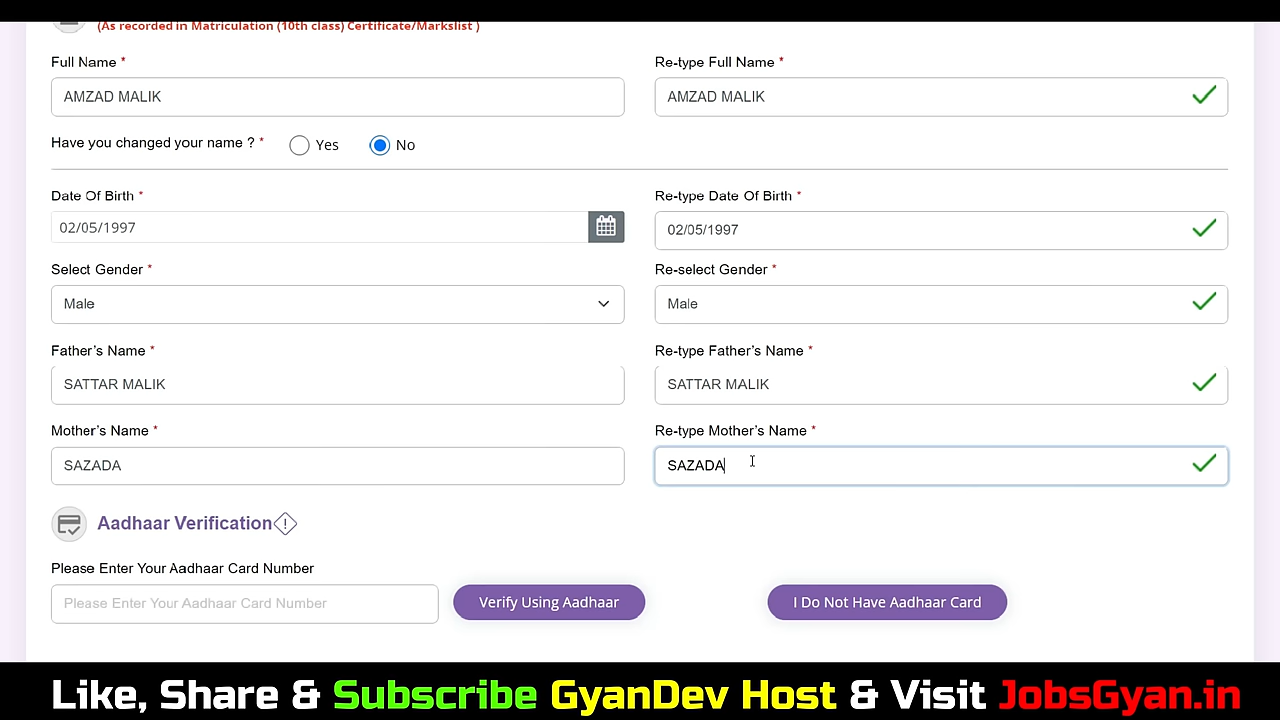 (As recorded in Matriculation (10th class) Certificate/Markslist )
Full Name * Re-type Full Name *
AMZAD MALIK AMZAD MALIK
Have you changed your name ? * Yes No
Date Of Birth * Re-type Date Of Birth *
02/05/1997 02/05/1997
Select Gender * Re-select Gender *
Male Male
Father's Name * Re-type Father's Name *
SATTAR MALIK SATTAR MALIK
Mother's Name * Re-type Mother's Name *
SAZADA SAZADA
Aadhaar Verification
Please Enter Your Aadhaar Card Number
Please Enter Your Aadhaar Card Number Verify Using Aadhaar I Do Not Have Aadhaar Card
Like, Share & Subscribe GyanDev Host & Visit JobsGyan.in